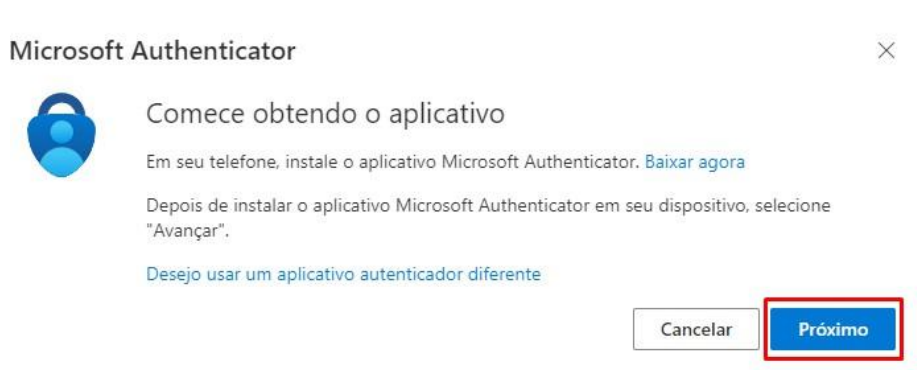 Microsoft Authenticator
Comece obtendo o aplicativo
Em seu telefone, instale o aplicativo Microsoft Authenticator. Baixar agora
Depois de instalar o aplicativo Microsoft Authenticator em seu dispositivo, selecione
"Avançar".
Desejo usar um aplicativo autenticador diferente
Cancelar Próximo